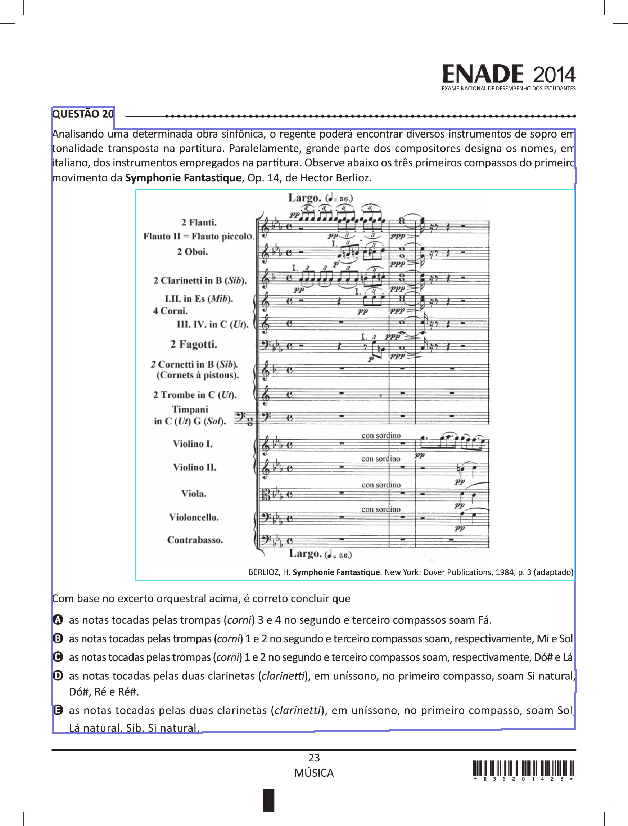 ENADE 2014
EXAME NACIONAL DE DESEMPENHO DOS ESTUDANTES
QUESTÃO 20
Analisando uma determinada obra sinfônica, o regente poderá encontrar diversos instrumentos de sopro em
tonalidade transposta na partitura. Paralelamente, grande parte dos compositores designa os nomes, em
italiano, dos instrumentos empregados na partitura. Observe abaixo os três primeiros compassos do primeiro
movimento da Symphonie Fantastique, Op. 14, de Hector Berlioz.
Largo. (♩= 56.)
2 Flauti.
Flauto II = Flauto piccolo.
2 Oboi.
2 Clarinetti in B (Sib).
I.II. in Es (Mib).
4 Corni.
III. IV. in C (Ut).
2 Fagotti.
2 Cornetti in B (Sib).
(Cornets à pistons).
2 Trombe in C (Ut).
Timpani
in C (Ut) G (Sol).
con sordino
Violino I.
con sordino
Violino II.
con sordino
Viola.
con sordino
Violoncello.
Contrabasso.
Largo. (♩= 56.)
BERLIOZ, H. Symphonie Fantastique. New York: Dover Publications, 1984, p. 3 (adaptado)
Com base no excerto orquestral acima, é correto concluir que
A as notas tocadas pelas trompas (corni) 3 e 4 no segundo e terceiro compassos soam Fá.
B as notas tocadas pelas trompas (corni) 1 e 2 no segundo e terceiro compassos soam, respectivamente, Mi e Sol
C as notas tocadas pelas trompas (corni) 1 e 2 no segundo e terceiro compassos soam, respectivamente, Dó# e Lá
D as notas tocadas pelas duas clarinetas (clarinetti), em uníssono, no primeiro compasso, soam Si natural,
Dó#, Ré e Ré#.
E as notas tocadas pelas duas clarinetas (clarinetti), em uníssono, no primeiro compasso, soam Sol
Lá natural, Sib, Si natural.
23
MÚSICA